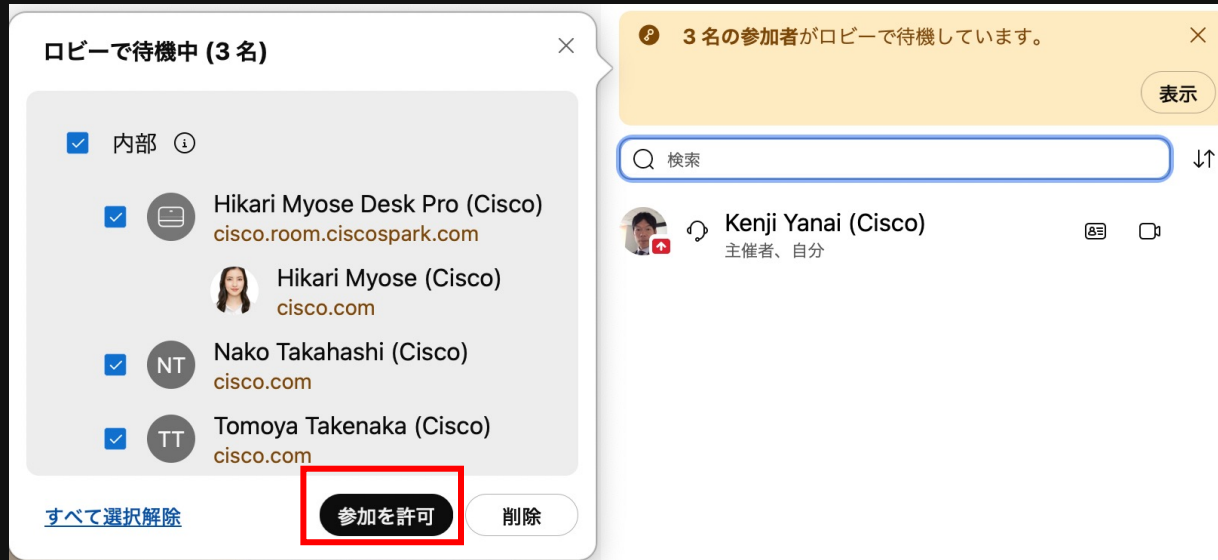 ロビーで待機中 (3 名)
内部
Hikari Myose Desk Pro (Cisco)
cisco.room.ciscospark.com
Hikari Myose (Cisco)
cisco.com
NT
Nako Takahashi (Cisco)
cisco.com
TT
Tomoya Takenaka (Cisco)
cisco.com
すべて選択解除
参加を許可
削除
3 名の参加者がロビーで待機しています。
表示
検索
Kenji Yanai (Cisco)
主催者、自分